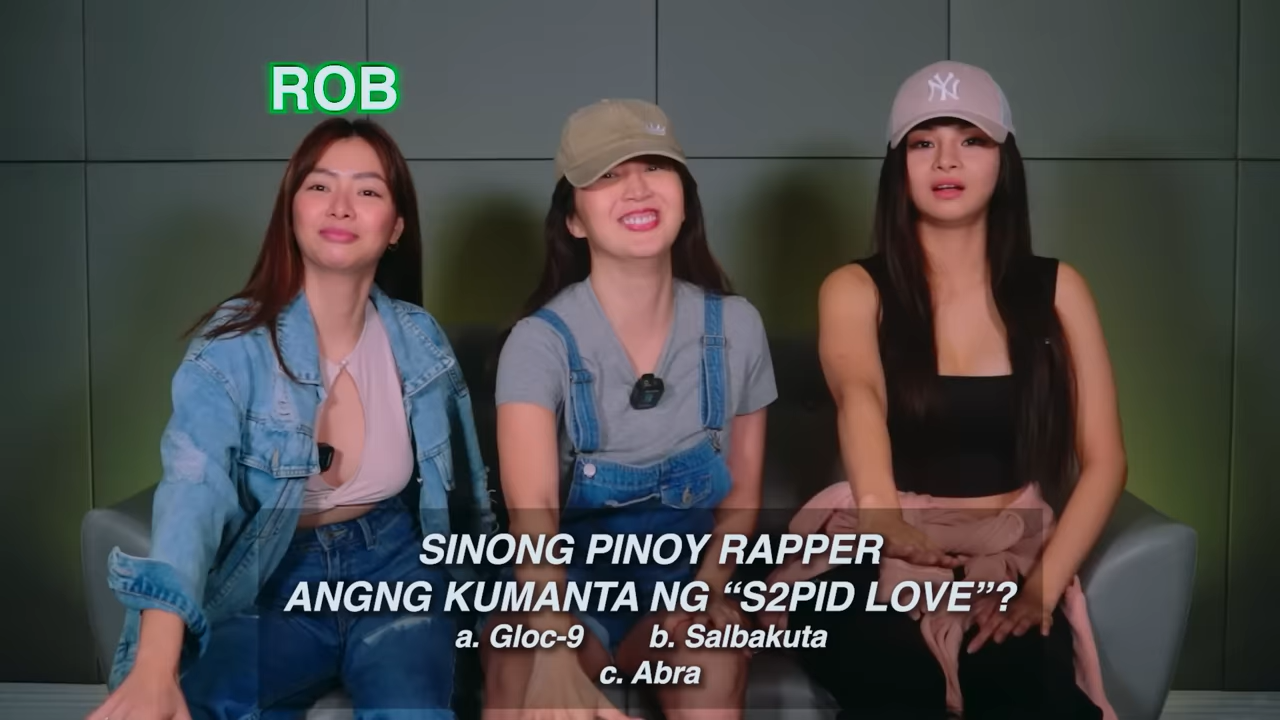 ROB
NY
SINONG PINOY RAPPER
ANGNG KUMANTA NG “S2PID LOVE”?
a. Gloc-9 b. Salbakuta
c. Abra